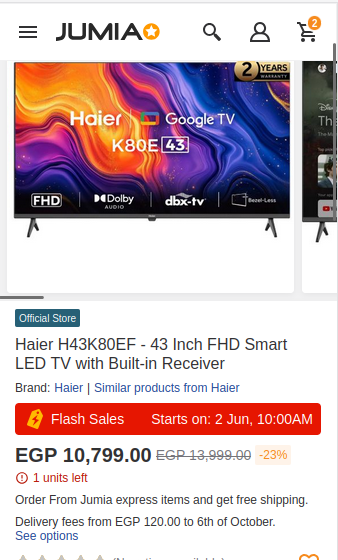 JUMIA
2
2 YEARS
WARRANTY
Haier Google TV
K80E 43
FHD Dolby AUDIO dbx-tv Bezel-Less
Official Store
Haier H43K80EF - 43 Inch FHD Smart
LED TV with Built-in Receiver
Brand: Haier | Similar products from Haier
Flash Sales Starts on: 2 Jun, 10:00AM
EGP 10,799.00 EGP 13,999.00 -23%
1 units left
Order From Jumia express items and get free shipping.
Delivery fees from EGP 120.00 to 6th of October.
See options